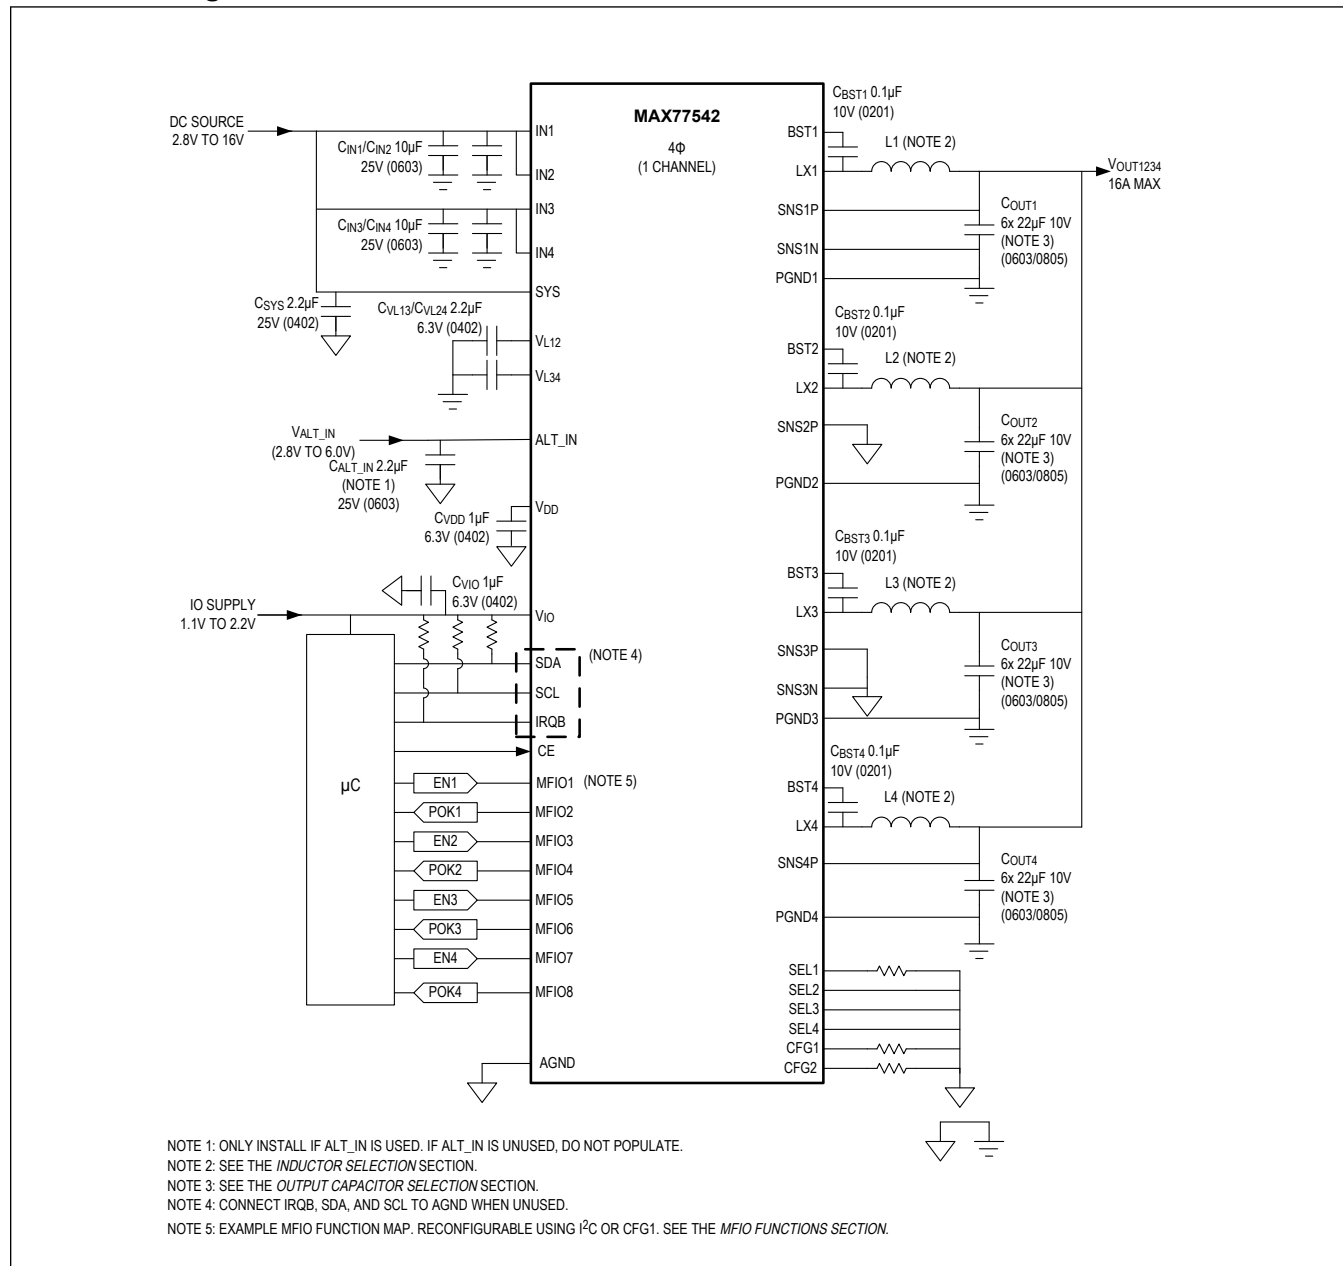 MAX77542
4Φ
(1 CHANNEL)
DC SOURCE
2.8V TO 16V
CIN1/CIN2 10µF
25V (0603)
CIN3/CIN4 10µF
25V (0603)
CSYS 2.2µF
25V (0402)
CVL13/CVL24 2.2µF
6.3V (0402)
VALT_IN
(2.8V TO 6.0V)
CALT_IN 2.2µF
(NOTE 1)
25V (0603)
CVDD 1µF
6.3V (0402)
CVIO 1µF
6.3V (0402)
IO SUPPLY
1.1V TO 2.2V
µC
EN1
POK1
EN2
POK2
EN3
POK3
EN4
POK4
IN1
IN2
IN3
IN4
SYS
VL12
VL34
ALT_IN
VDD
VIO
SDA
(NOTE 4)
SCL
IRQB
CE
MFIO1
(NOTE 5)
MFIO2
MFIO3
MFIO4
MFIO5
MFIO6
MFIO7
MFIO8
AGND
CBST1 0.1µF
10V (0201)
BST1
L1 (NOTE 2)
LX1
VOUT1234
16A MAX
SNS1P
COUT1
6x 22µF 10V
(NOTE 3)
(0603/0805)
SNS1N
PGND1
CBST2 0.1µF
10V (0201)
BST2
L2 (NOTE 2)
LX2
SNS2P
COUT2
6x 22µF 10V
(NOTE 3)
(0603/0805)
PGND2
CBST3 0.1µF
10V (0201)
BST3
L3 (NOTE 2)
LX3
SNS3P
COUT3
6x 22µF 10V
(NOTE 3)
(0603/0805)
SNS3N
PGND3
CBST4 0.1µF
10V (0201)
BST4
L4 (NOTE 2)
LX4
SNS4P
COUT4
6x 22µF 10V
(NOTE 3)
(0603/0805)
PGND4
SEL1
SEL2
SEL3
SEL4
CFG1
CFG2
NOTE 1: ONLY INSTALL IF ALT_IN IS USED. IF ALT_IN IS UNUSED, DO NOT POPULATE.
NOTE 2: SEE THE INDUCTOR SELECTION SECTION.
NOTE 3: SEE THE OUTPUT CAPACITOR SELECTION SECTION.
NOTE 4: CONNECT IRQB, SDA, AND SCL TO AGND WHEN UNUSED.
NOTE 5: EXAMPLE MFIO FUNCTION MAP. RECONFIGURABLE USING I2C OR CFG1. SEE THE MFIO FUNCTIONS SECTION.